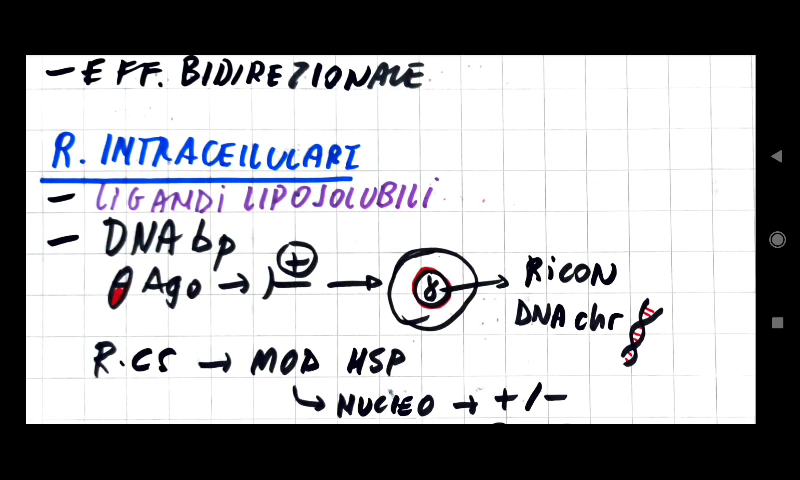 - EFF. BIDIREZIONALE
R. INTRACELLULARI
- LIGANDI LIPOSOLUBILI
- DNA bp
Ago → +
→ RICON
DNA chr
R.CS → MOD HSP
↳ NUCLEO → +/-